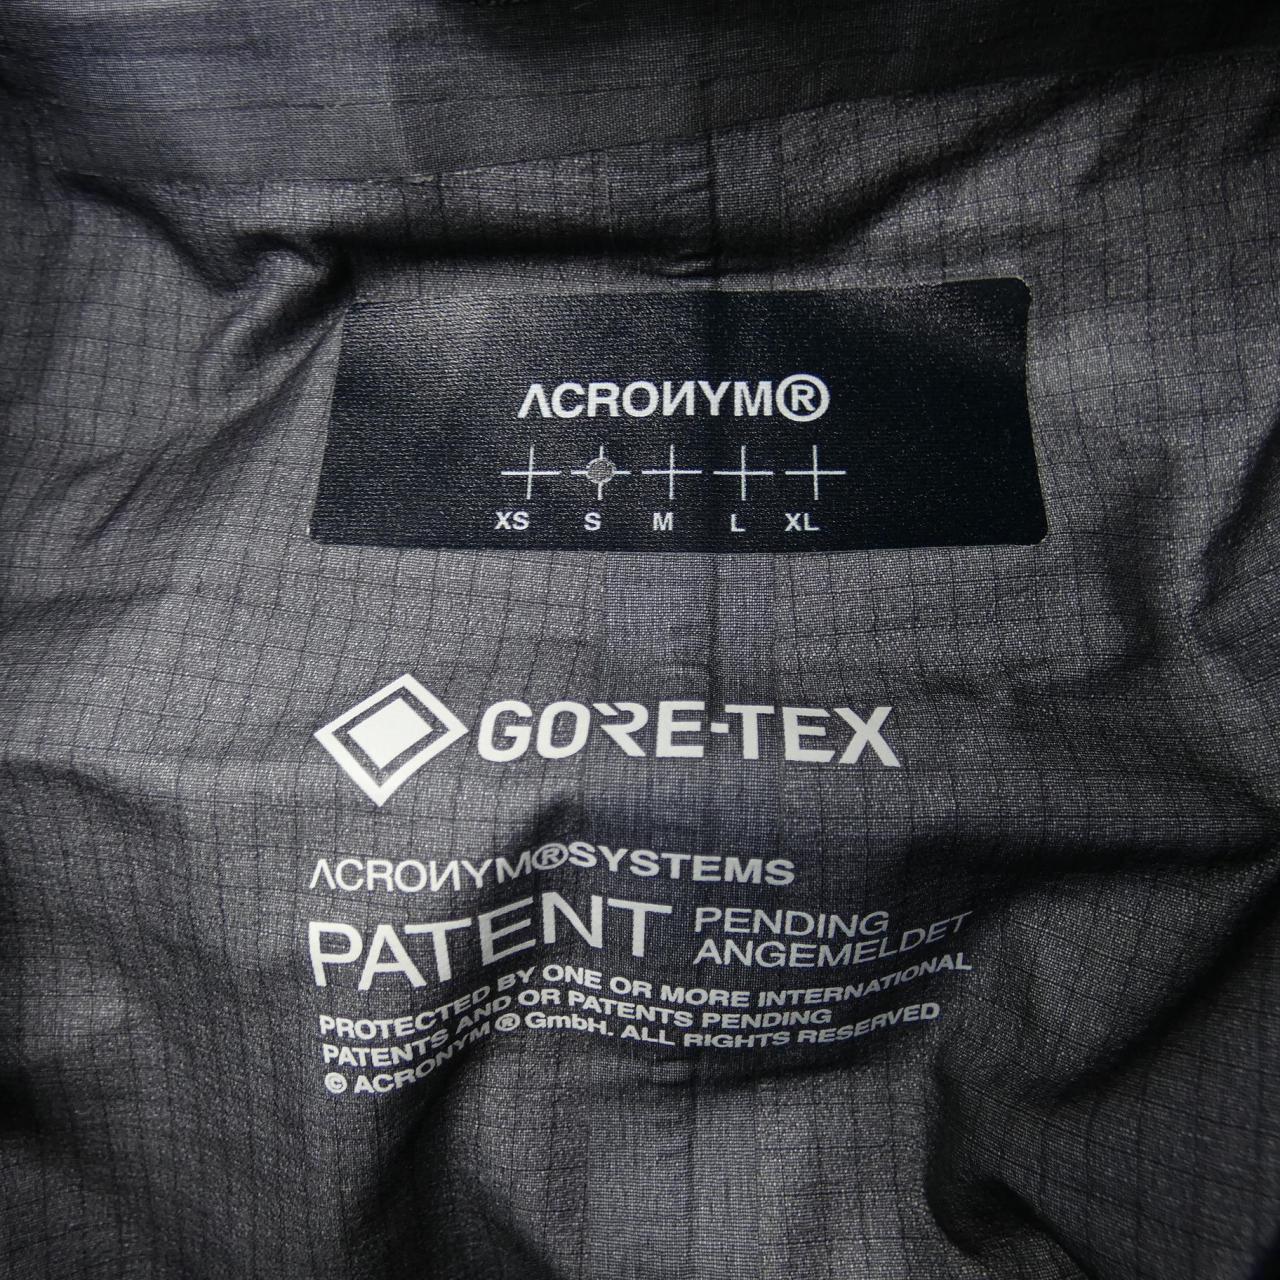 ACRONYM®
XS S M L XL
GORE-TEX
ACRONYM®SYSTEMS
PATENT PENDING
ANGEMELDET
PROTECTED BY ONE OR MORE INTERNATIONAL
PATENTS AND OR PATENTS PENDING
© ACRONYM® GmbH. ALL RIGHTS RESERVED